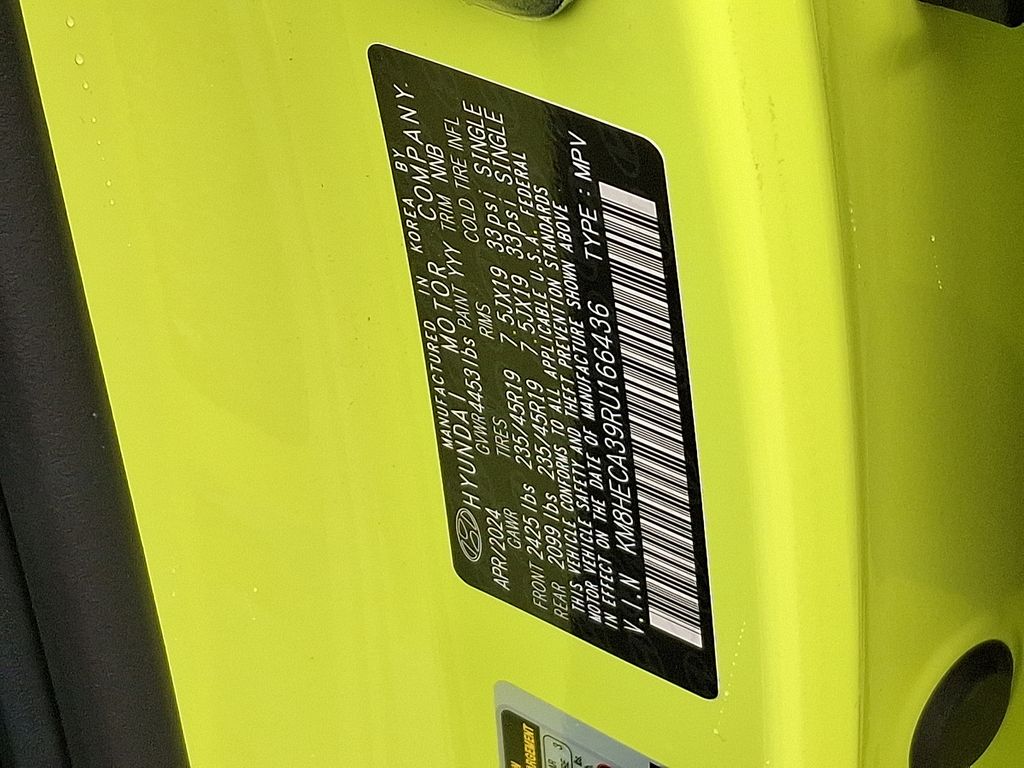 MANUFACTURED IN KOREA BY
HYUNDAI MOTOR COMPANY.
APR/2024 GVWR 4453lbs PAINT YYY TRIM NNB
GAWR TIRES RIMS COLD TIRE INFL
FRONT 2425 lbs 235/45R19 7.5JX19 33psi SINGLE
REAR 2099 lbs 235/45R19 7.5JX19 33psi SINGLE
THIS VEHICLE CONFORMS TO ALL APPLICABLE U.S.A. FEDERAL
MOTOR VEHICLE SAFETY AND THEFT PREVENTION STANDARDS
IN EFFECT ON THE DATE OF MANUFACTURE SHOWN ABOVE
V.I.N KM8HECA39RU166436 TYPE : MPV